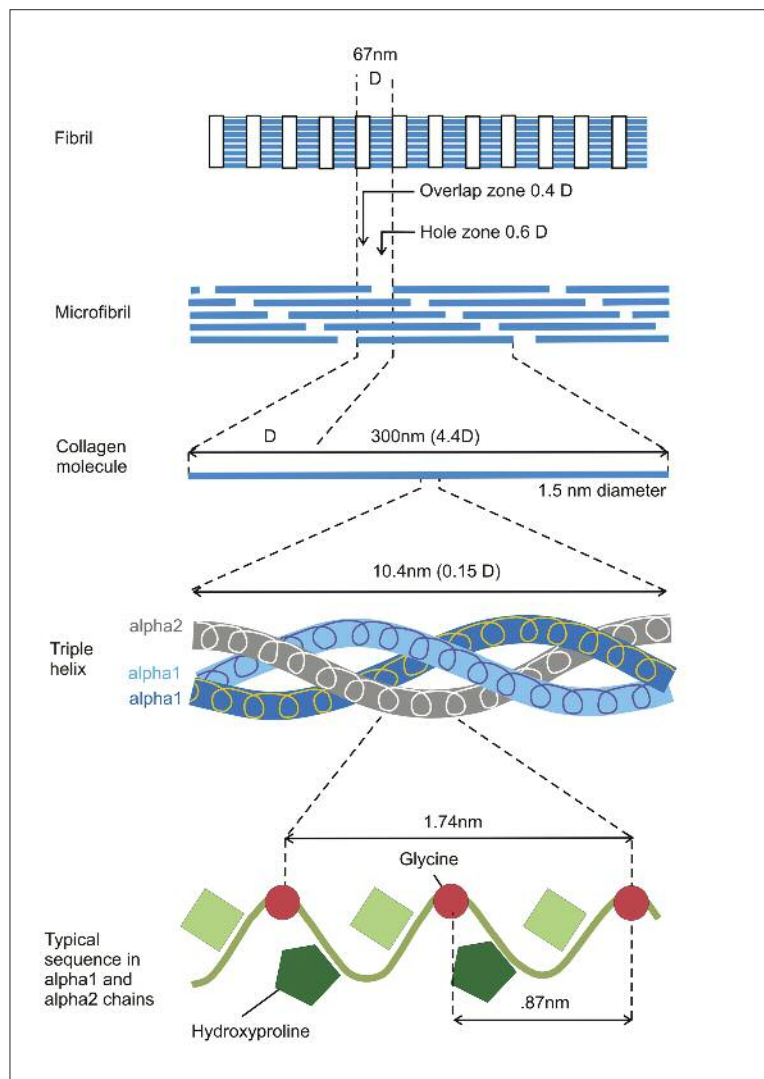 67nm
D
Fibril
Overlap zone 0.4 D
Hole zone 0.6 D
Microfibril
D
300nm (4.4D)
Collagen
molecule
1.5 nm diameter
10.4nm (0.15 D)
alpha2
Triple
helix
alpha1
alpha1
1.74nm
Glycine
Typical
sequence in
alpha1 and
alpha2 chains
.87nm
Hydroxyproline